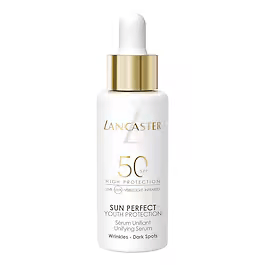 L
LANCASTER
50 SPF
HIGH PROTECTION
SUN PERFECT
YOUTH PROTECTION
Sérum Unifiant
Unifying Serum
Wrinkles - Dark Spots